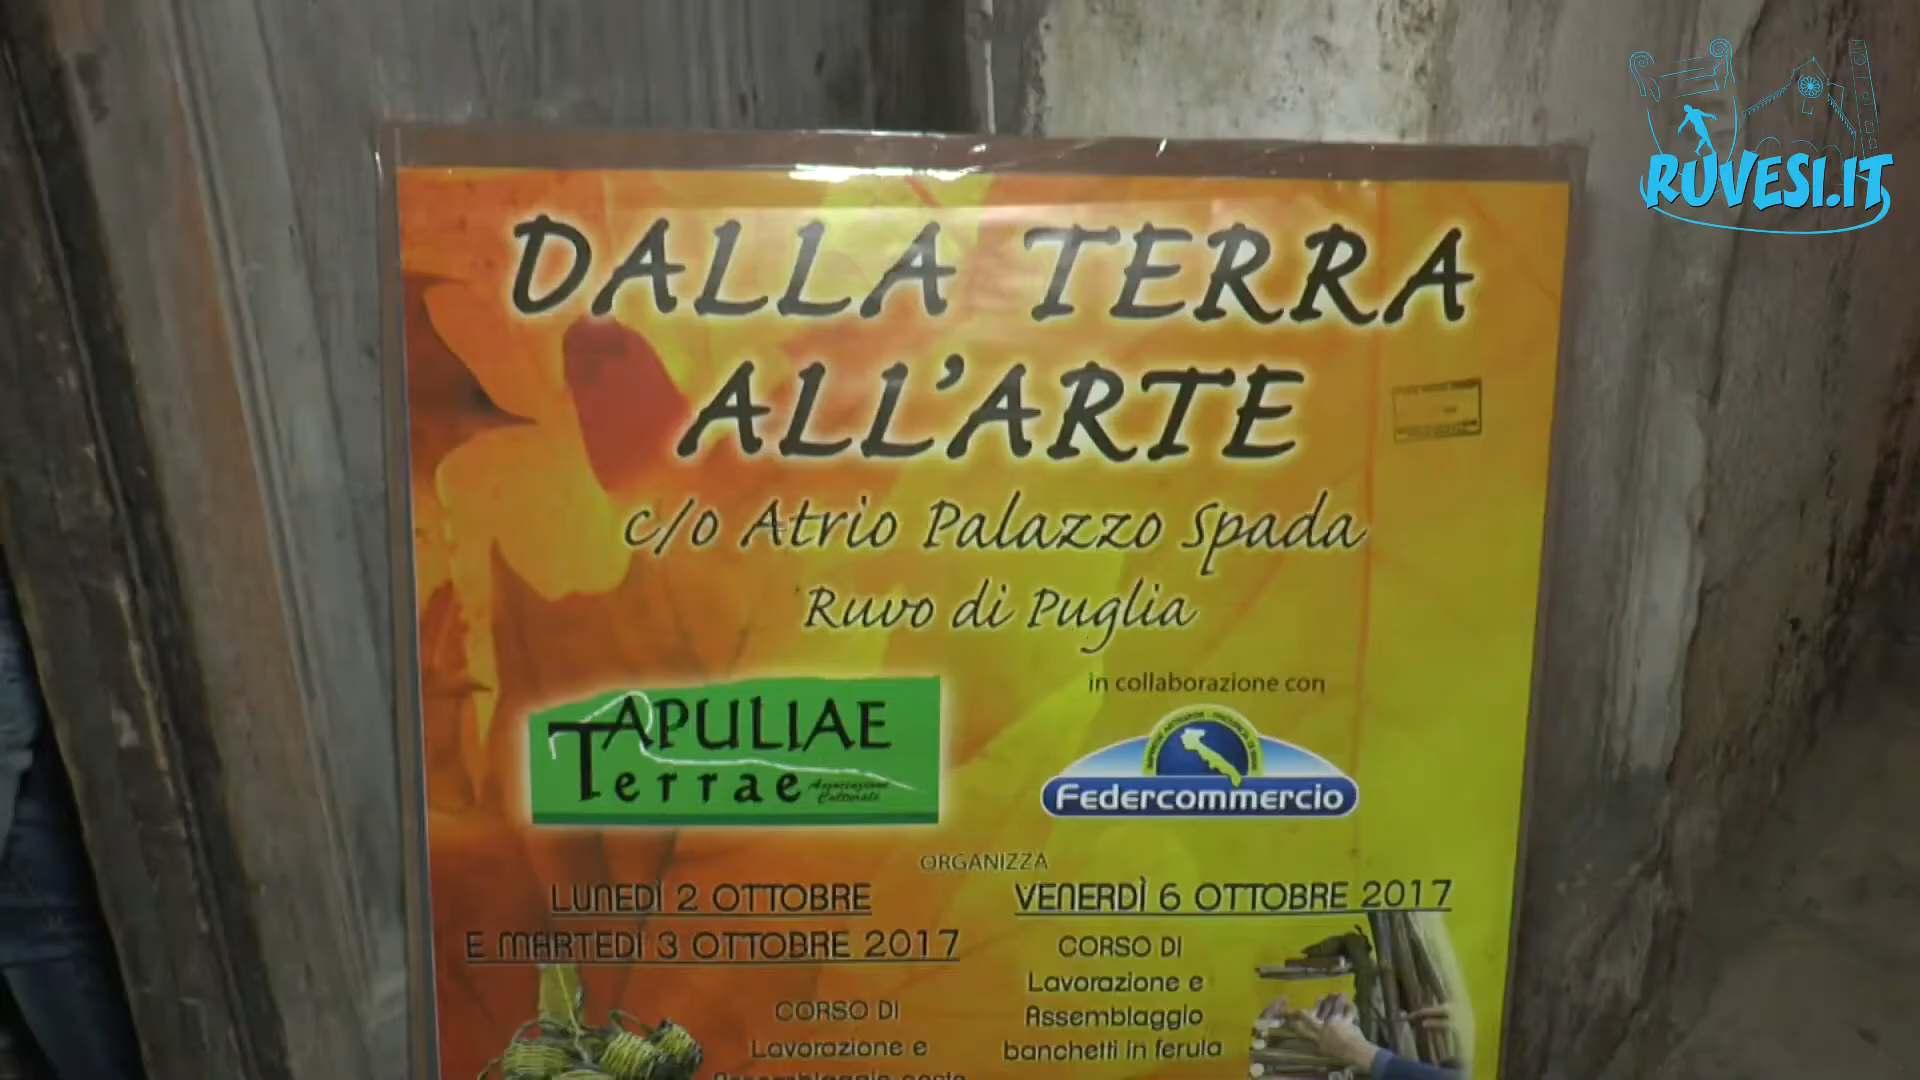 RUVESI.IT
DALLA TERRA
ALL'ARTE
c/o Atrio Palazzo Spada
Ruvo di Puglia
in collaborazione con
APULIAE
Terrae
Associazione
Culturale
Federcommercio
ORGANIZZA
LUNEDÌ 2 OTTOBRE
E MARTEDÌ 3 OTTOBRE 2017
CORSO DI
Lavorazione e
VENERDÌ 6 OTTOBRE 2017
CORSO DI
Lavorazione e
Assemblaggio
banchetti in ferula